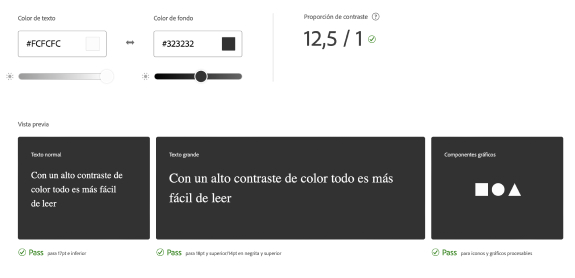 Color de texto
Color de fondo
Proporción de contraste ?
#FCFCFC
#323232
12,5 / 1
Vista previa
Texto normal
Con un alto contraste de
color todo es más fácil
de leer
Texto grande
Con un alto contraste de color todo es más
fácil de leer
Componentes gráficos
Pass para 17pt e inferior
Pass para 18pt y superior/14pt en negrita y superior
Pass para iconos y gráficos procesables